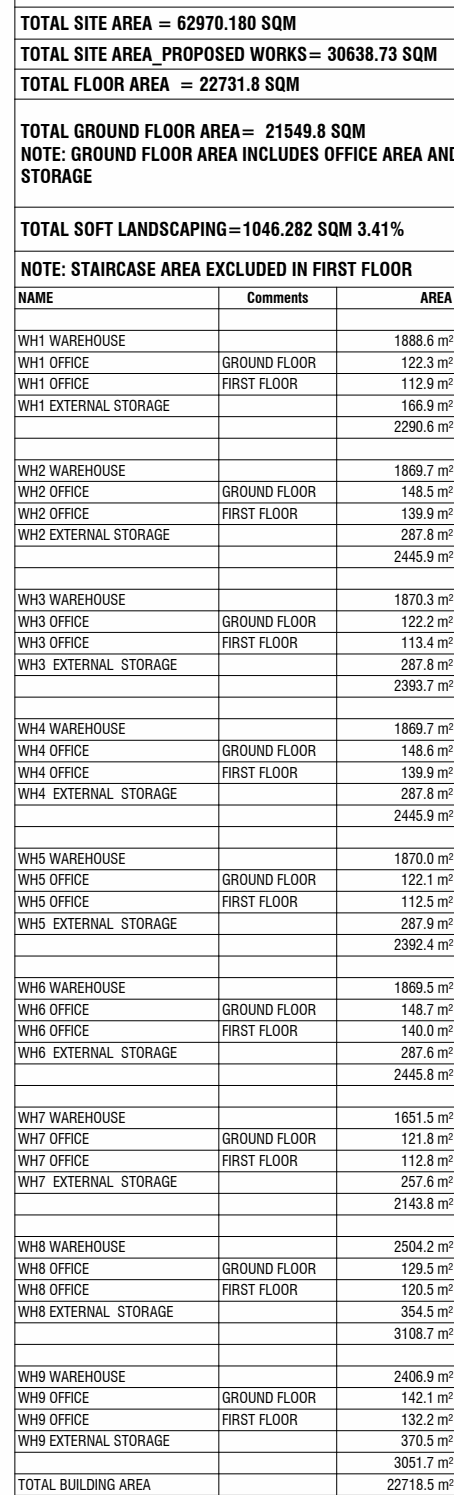 TOTAL SITE AREA = 62970.180 SQM
TOTAL SITE AREA_PROPOSED WORKS= 30638.73 SQM
TOTAL FLOOR AREA = 22731.8 SQM
TOTAL GROUND FLOOR AREA= 21549.8 SQM
NOTE: GROUND FLOOR AREA INCLUDES OFFICE AREA AND
STORAGE
TOTAL SOFT LANDSCAPING=1046.282 SQM 3.41%
NOTE: STAIRCASE AREA EXCLUDED IN FIRST FLOOR
NAME Comments AREA
WH1 WAREHOUSE 1888.6 m²
WH1 OFFICE GROUND FLOOR 122.3 m²
WH1 OFFICE FIRST FLOOR 112.9 m²
WH1 EXTERNAL STORAGE 166.9 m²
2290.6 m²
WH2 WAREHOUSE 1869.7 m²
WH2 OFFICE GROUND FLOOR 148.5 m²
WH2 OFFICE FIRST FLOOR 139.9 m²
WH2 EXTERNAL STORAGE 287.8 m²
2445.9 m²
WH3 WAREHOUSE 1870.3 m²
WH3 OFFICE GROUND FLOOR 122.2 m²
WH3 OFFICE FIRST FLOOR 113.4 m²
WH3 EXTERNAL STORAGE 287.8 m²
2393.7 m²
WH4 WAREHOUSE 1869.7 m²
WH4 OFFICE GROUND FLOOR 148.6 m²
WH4 OFFICE FIRST FLOOR 139.9 m²
WH4 EXTERNAL STORAGE 287.8 m²
2445.9 m²
WH5 WAREHOUSE 1870.0 m²
WH5 OFFICE GROUND FLOOR 122.1 m²
WH5 OFFICE FIRST FLOOR 112.5 m²
WH5 EXTERNAL STORAGE 287.9 m²
2392.4 m²
WH6 WAREHOUSE 1869.5 m²
WH6 OFFICE GROUND FLOOR 148.7 m²
WH6 OFFICE FIRST FLOOR 140.0 m²
WH6 EXTERNAL STORAGE 287.6 m²
2445.8 m²
WH7 WAREHOUSE 1651.5 m²
WH7 OFFICE GROUND FLOOR 121.8 m²
WH7 OFFICE FIRST FLOOR 112.8 m²
WH7 EXTERNAL STORAGE 257.6 m²
2143.8 m²
WH8 WAREHOUSE 2504.2 m²
WH8 OFFICE GROUND FLOOR 129.5 m²
WH8 OFFICE FIRST FLOOR 120.5 m²
WH8 EXTERNAL STORAGE 354.5 m²
3108.7 m²
WH9 WAREHOUSE 2406.9 m²
WH9 OFFICE GROUND FLOOR 142.1 m²
WH9 OFFICE FIRST FLOOR 132.2 m²
WH9 EXTERNAL STORAGE 370.5 m²
3051.7 m²
TOTAL BUILDING AREA 22718.5 m²